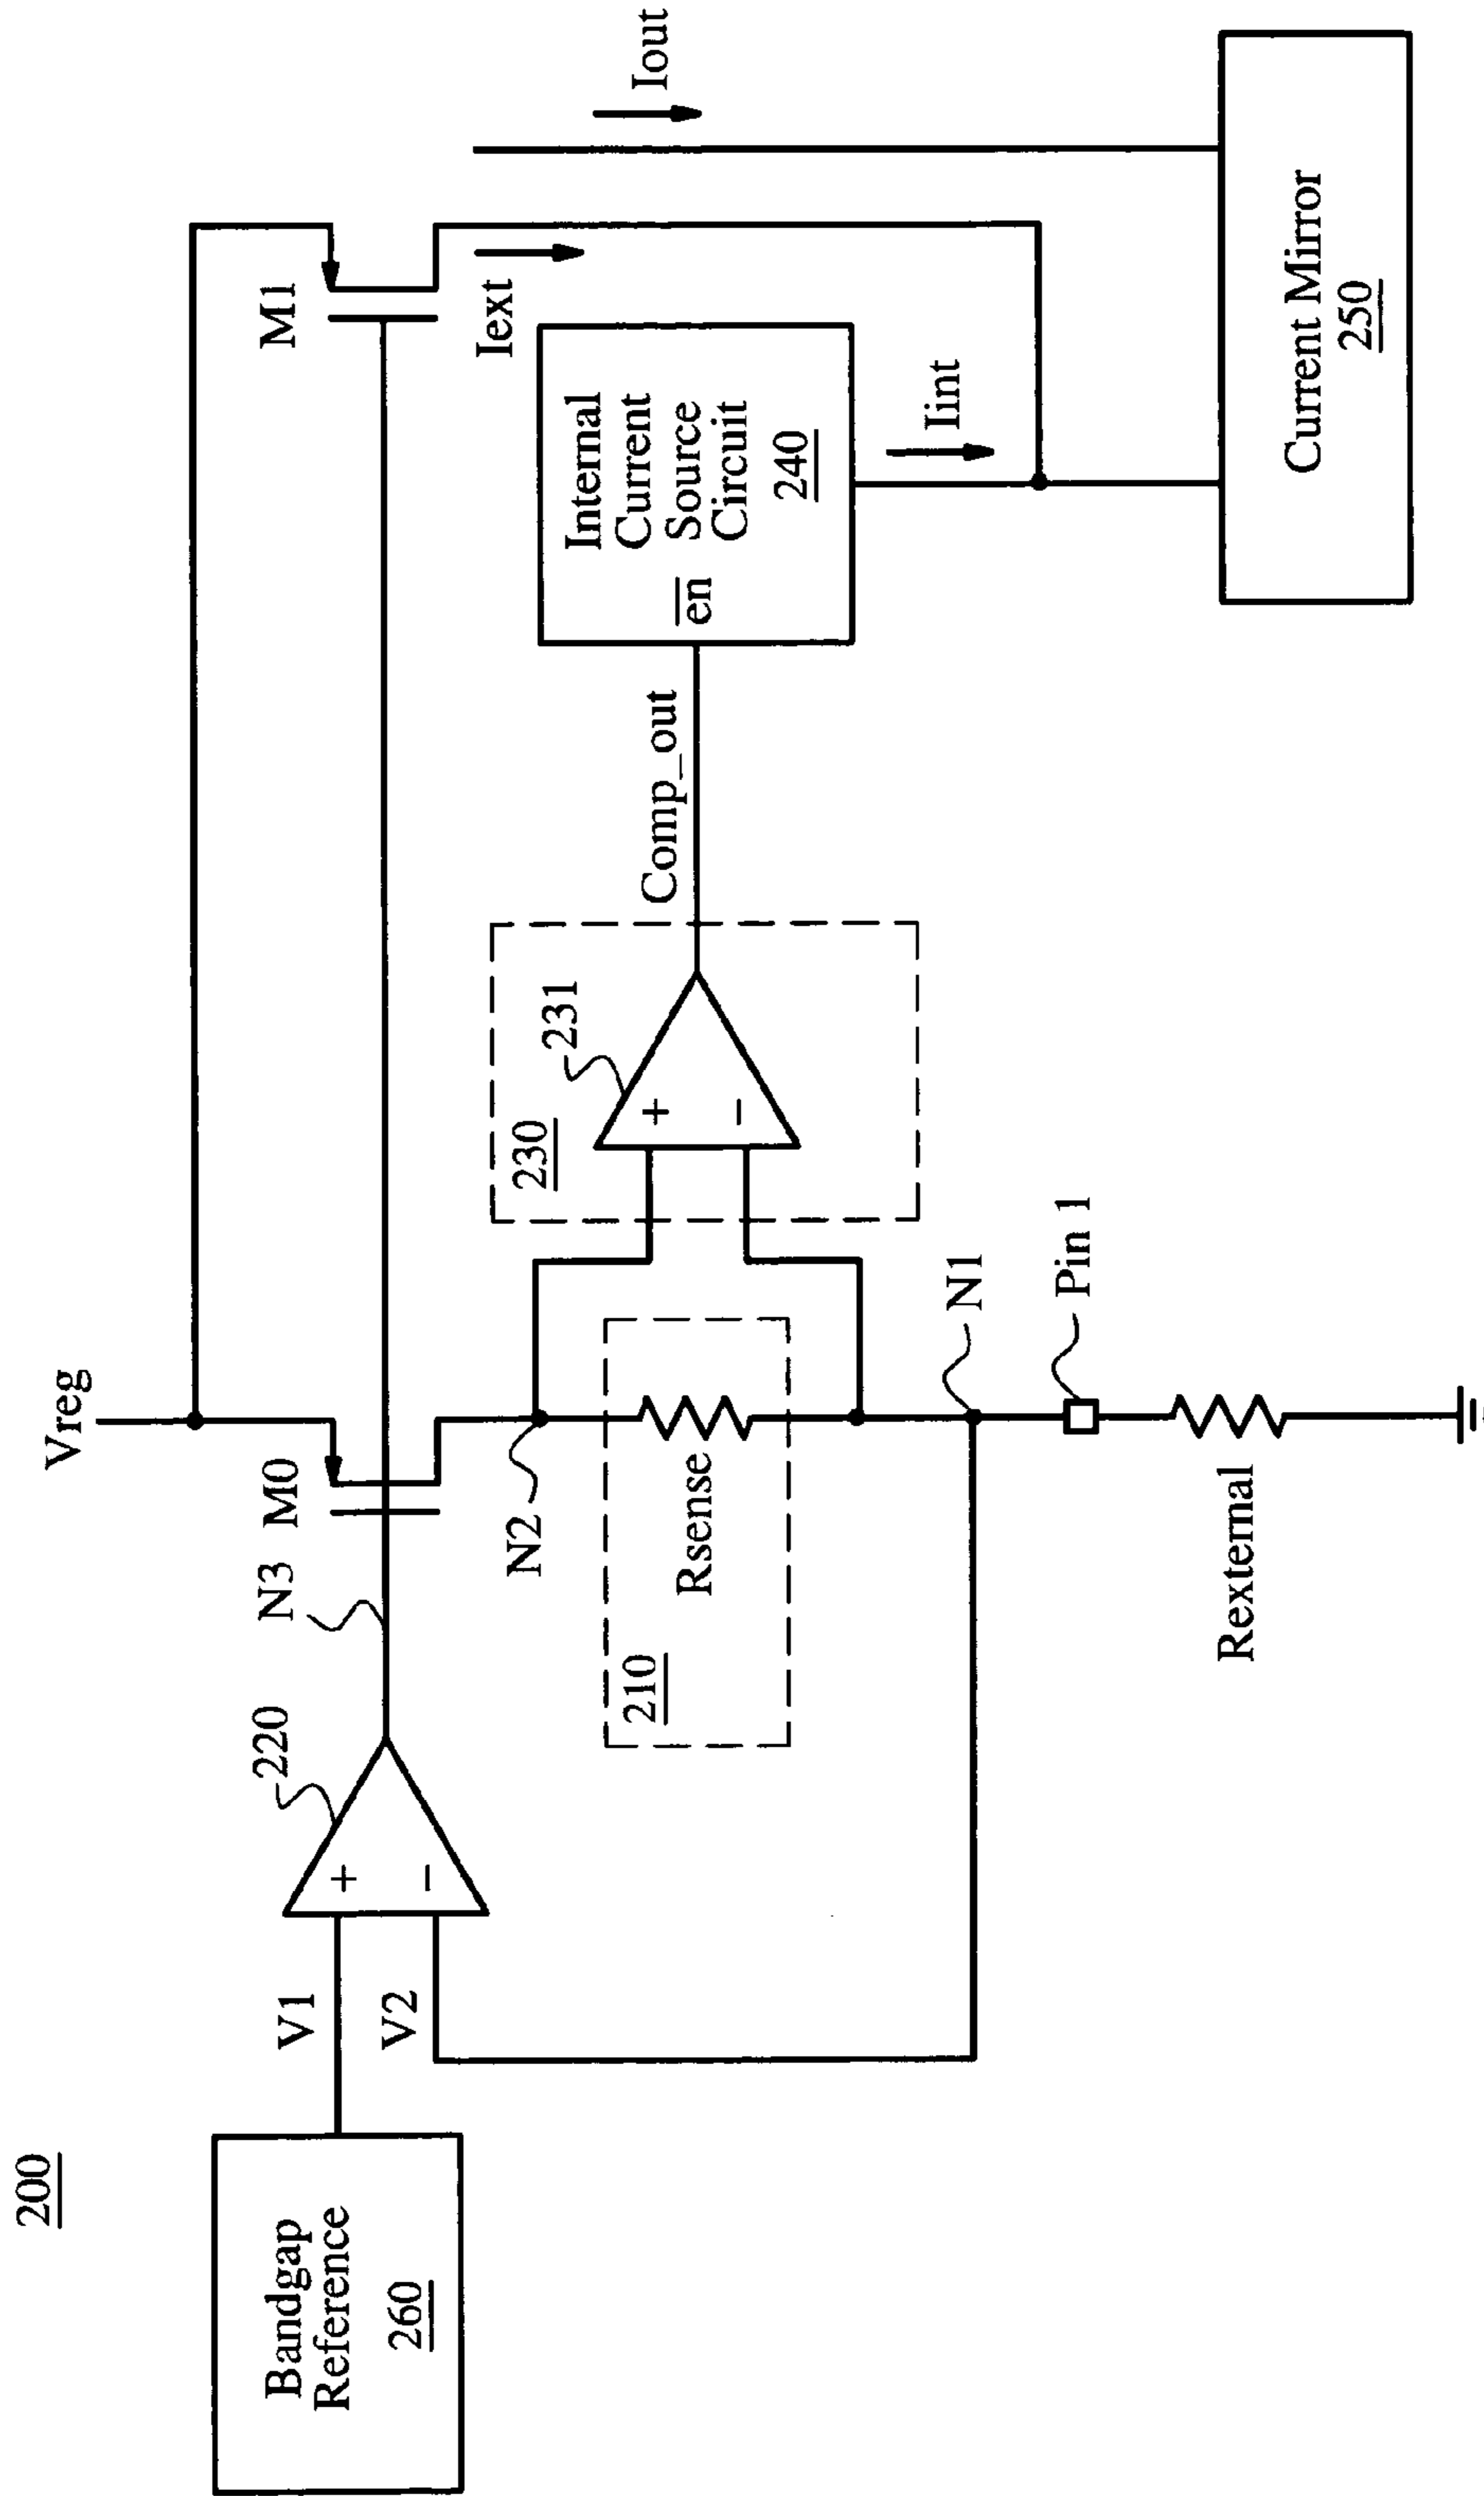 200
Vreg
Bandgap
Reference
260
V1
V2
+
−
220
N3
M0
M1
N2
210
Rsense
230
231
+
−
Comp_out
en
Internal
Current
Source
Circuit
240
Iext
Iout
Iint
N1
Pin 1
Rexternal
Current Mirror
250